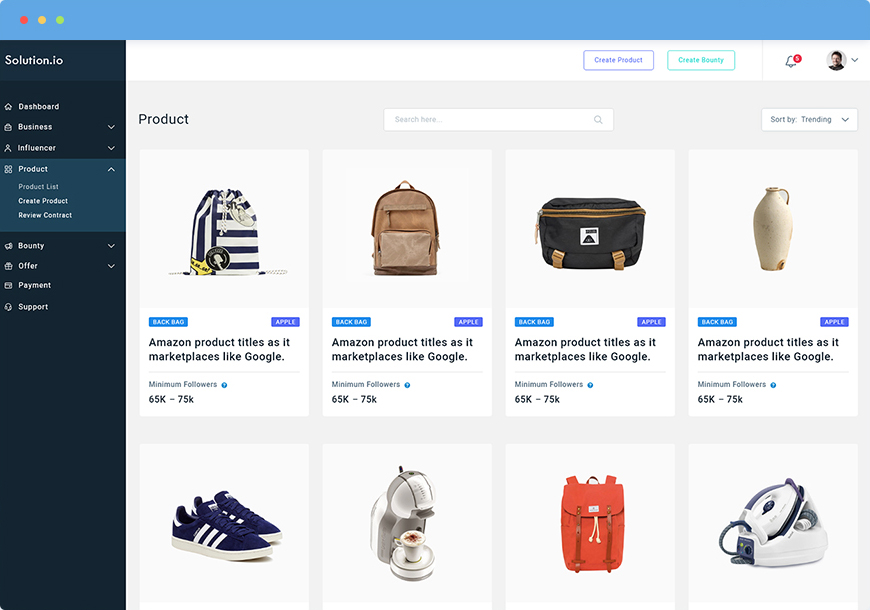 Solution.io
Create Product
Create Bounty
5
Dashboard
Business
Influencer
Product
Product List
Create Product
Review Contract
Bounty
Offer
Payment
Support
Product
Search here...
Sort by: Trending
BACK BAG APPLE
Amazon product titles as it
marketplaces like Google.
Minimum Followers ?
65K – 75k
BACK BAG APPLE
Amazon product titles as it
marketplaces like Google.
Minimum Followers ?
65K – 75k
BACK BAG APPLE
Amazon product titles as it
marketplaces like Google.
Minimum Followers ?
65K – 75k
BACK BAG APPLE
Amazon product titles as it
marketplaces like Google.
Minimum Followers ?
65K – 75k